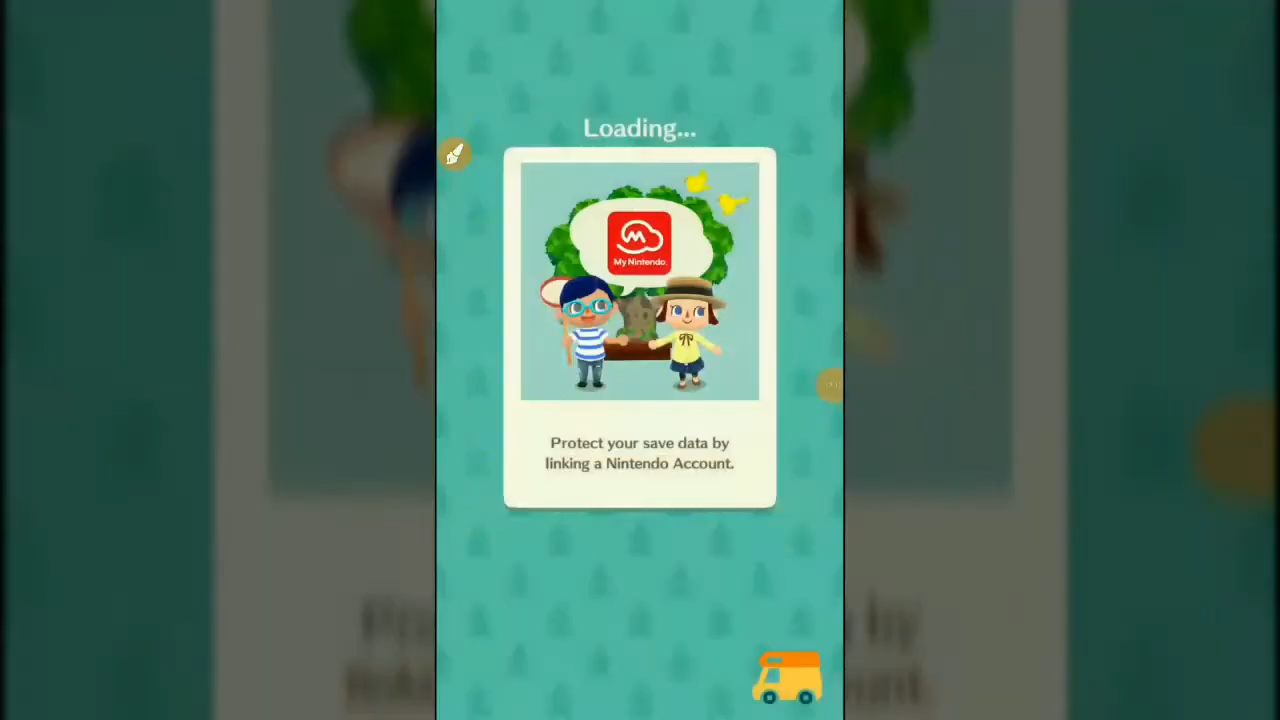 Loading...
My Nintendo.
Protect your save data by
linking a Nintendo Account.